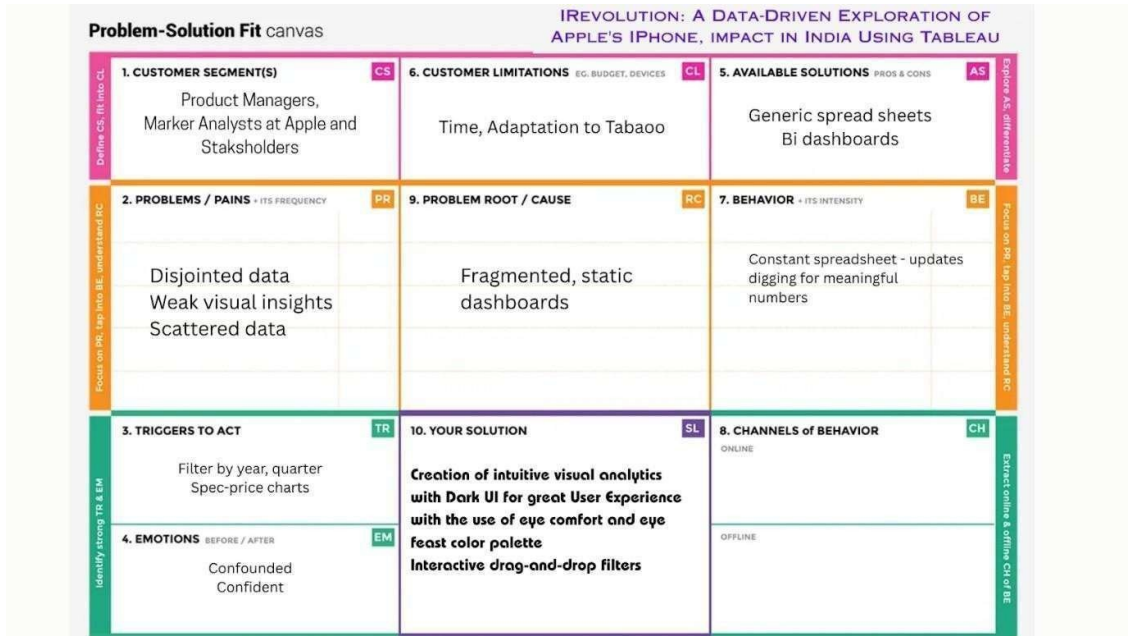 Problem-Solution Fit canvas
IRevolution: A Data-Driven Exploration of
Apple's IPhone, impact in India Using Tableau
Define CS, fit into CL
1. CUSTOMER SEGMENT(S)
CS
Product Managers,
Marker Analysts at Apple and
Staksholders
6. CUSTOMER LIMITATIONS EG. BUDGET, DEVICES
CL
Time, Adaptation to Tabaoo
5. AVAILABLE SOLUTIONS PROS & CONS
AS
Generic spread sheets
Bi dashboards
Explore AS, differentiate
Focus on PR, tap into BE, understand RC
2. PROBLEMS / PAINS + ITS FREQUENCY
PR
Disjointed data
Weak visual insights
Scattered data
9. PROBLEM ROOT / CAUSE
RC
Fragmented, static
dashboards
7. BEHAVIOR + ITS INTENSITY
BE
Constant spreadsheet - updates
digging for meaningful
numbers
Focus on PR, tap into BE, understand RC
Identify strong TR & EM
3. TRIGGERS TO ACT
TR
Filter by year, quarter
Spec-price charts
4. EMOTIONS BEFORE / AFTER
EM
Confounded
Confident
10. YOUR SOLUTION
SL
Creation of intuitive visual analytics
with Dark UI for great User Experience
with the use of eye comfort and eye
feast color palette
Interactive drag-and-drop filters
8. CHANNELS of BEHAVIOR
CH
ONLINE
OFFLINE
Extract online & offline CH of BE